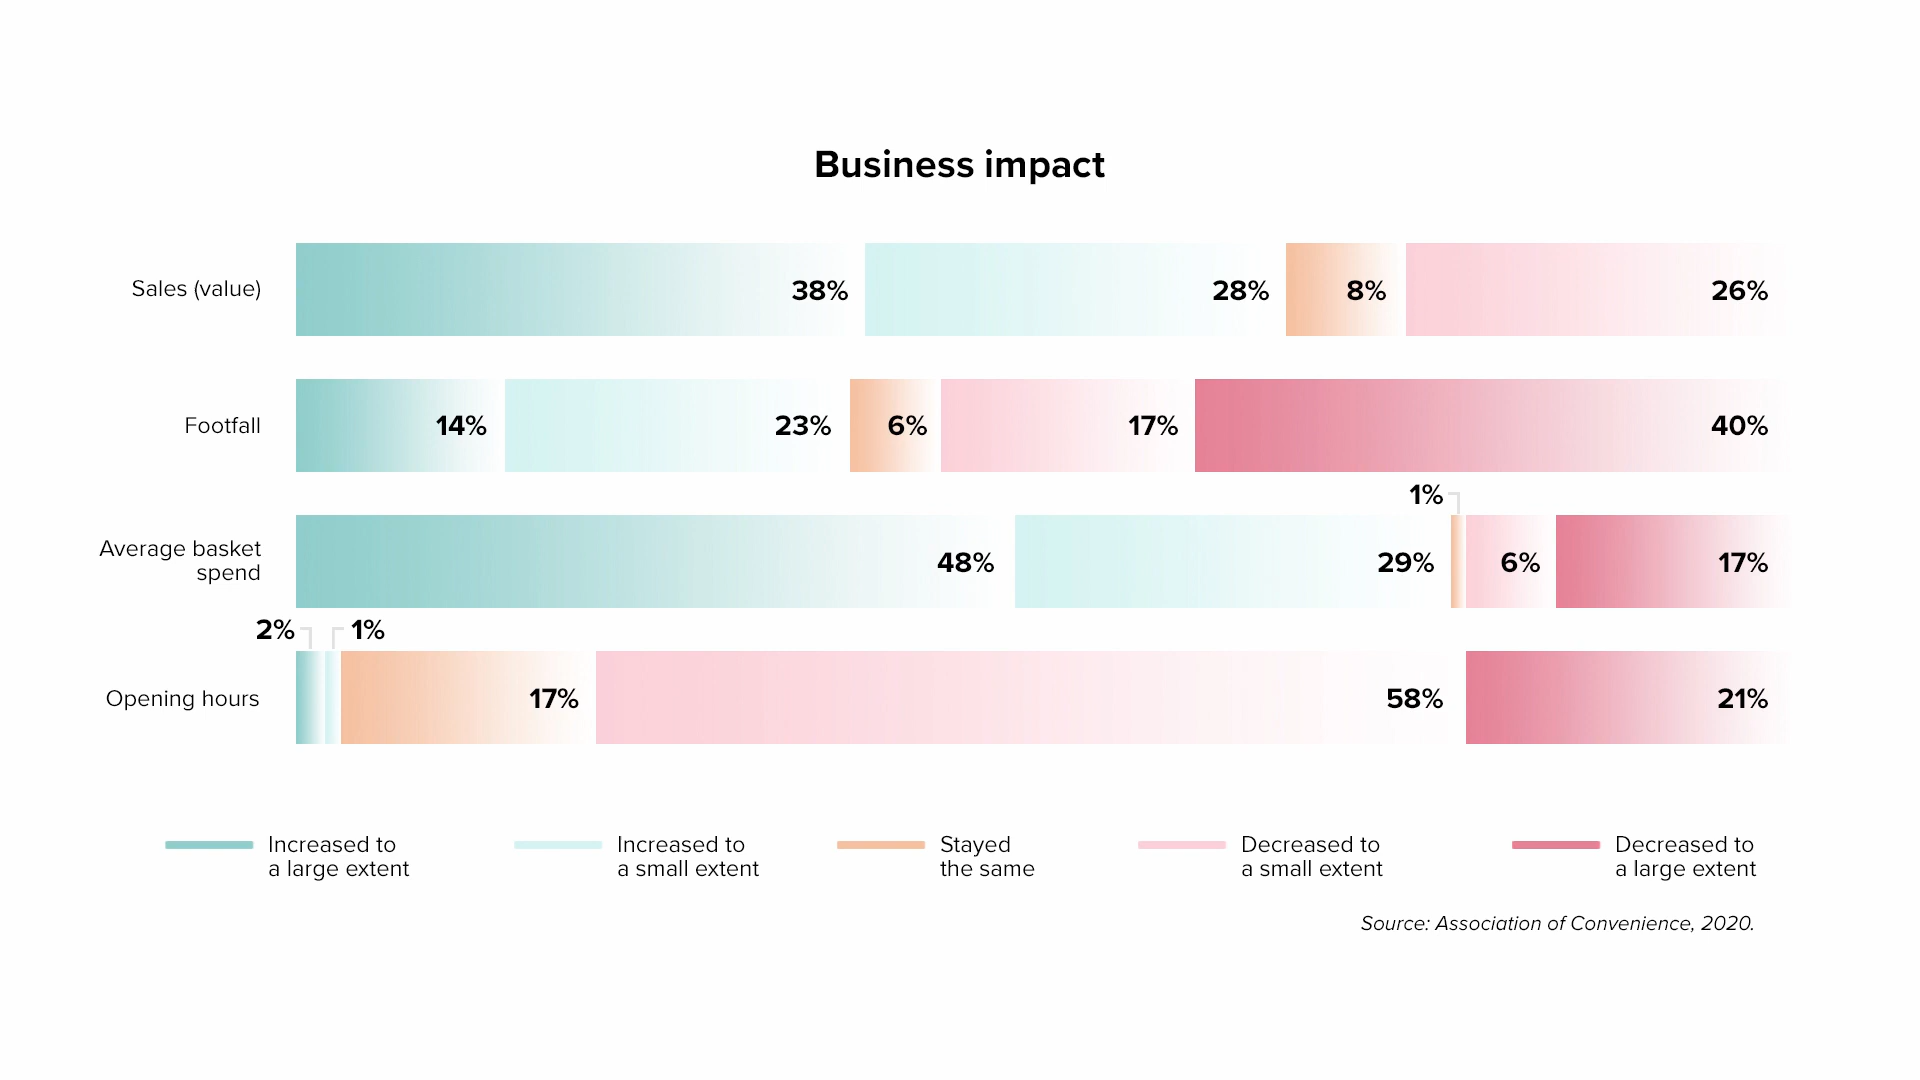 Business impact
Sales (value)
38%
28%
8%
26%
Footfall
14%
23%
6%
17%
40%
Average basket
spend
48%
29%
1%
6%
17%
Opening hours
2%
1%
17%
58%
21%
Increased to
a large extent
Increased to
a small extent
Stayed
the same
Decreased to
a small extent
Decreased to
a large extent
Source: Association of Convenience, 2020.